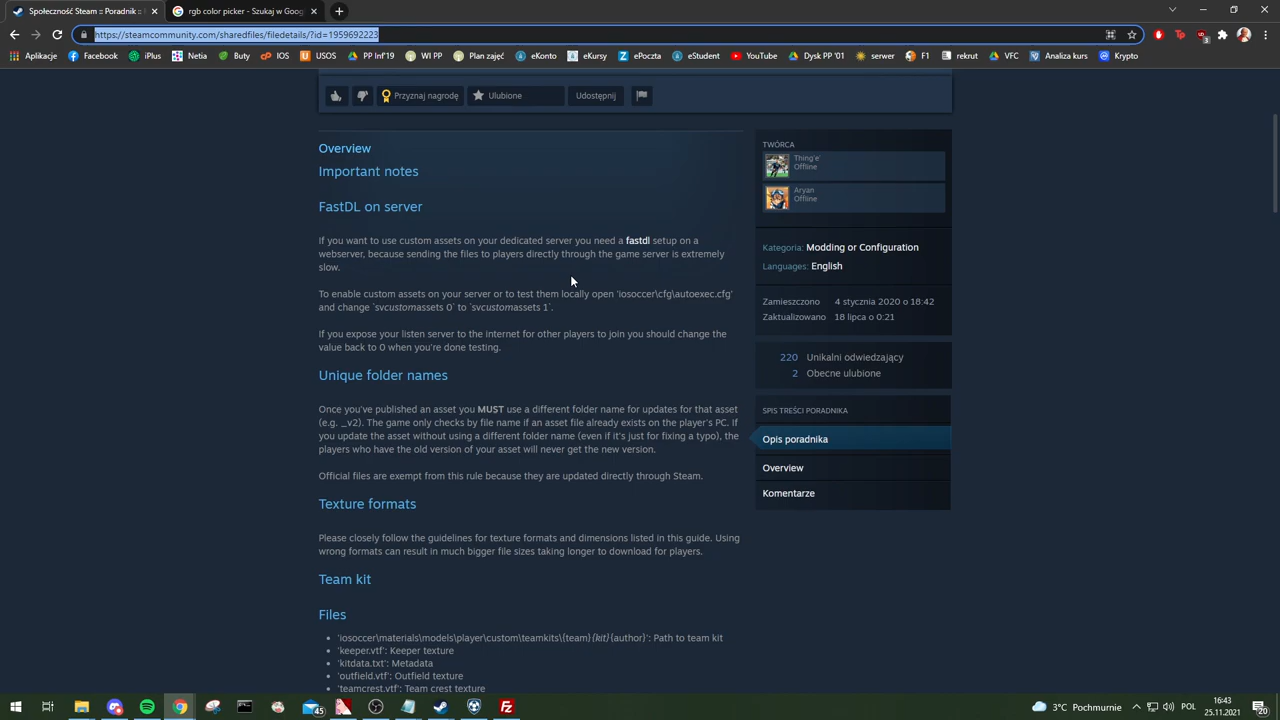 Społeczność Steam :: Poradnik ::
rgb color picker - Szukaj w Goog
https://steamcommunity.com/sharedfiles/filedetails/?id=1959692223
Aplikacje
Facebook
iPlus
Netia
Buty
IOS
USOS
PP Inf'19
WI PP
Plan zajęć
eKonto
eKursy
ePoczta
eStudent
YouTube
Dysk PP '01
serwer
F1
rekrut
VFC
Analiza kurs
Krypto
Przyznaj nagrodę
Ulubione
Udostępnij
Overview
Important notes
FastDL on server
If you want to use custom assets on your dedicated server you need a fastdl setup on a
webserver, because sending the files to players directly through the game server is extremely
slow.
To enable custom assets on your server or to test them locally open 'iosoccer\cfg\autoexec.cfg'
and change `svcustomassets 0` to `svcustomassets 1`.
If you expose your listen server to the internet for other players to join you should change the
value back to 0 when you're done testing.
Unique folder names
Once you've published an asset you MUST use a different folder name for updates for that asset
(e.g. _v2). The game only checks by file name if an asset file already exists on the player's PC. If
you update the asset without using a different folder name (even if it's just for fixing a typo), the
players who have the old version of your asset will never get the new version.
Official files are exempt from this rule because they are updated directly through Steam.
Texture formats
Please closely follow the guidelines for texture formats and dimensions listed in this guide. Using
wrong formats can result in much bigger file sizes taking longer to download for players.
Team kit
Files
• 'iosoccer\materials\models\player\custom\teamkits\{team}{kit}{author}': Path to team kit
• 'keeper.vtf': Keeper texture
• 'kitdata.txt': Metadata
• 'outfield.vtf': Outfield texture
• 'teamcrest.vtf': Team crest texture
TWÓRCA
Thing'e'
Offline
Aryan
Offline
Kategoria: Modding or Configuration
Languages: English
Zamieszczono 4 stycznia 2020 o 18:42
Zaktualizowano 18 lipca o 0:21
220 Unikalni odwiedzający
2 Obecne ulubione
SPIS TREŚCI PORADNIKA
Opis poradnika
Overview
Komentarze
45
3°C Pochmurnie
POL
16:43
25.11.2021